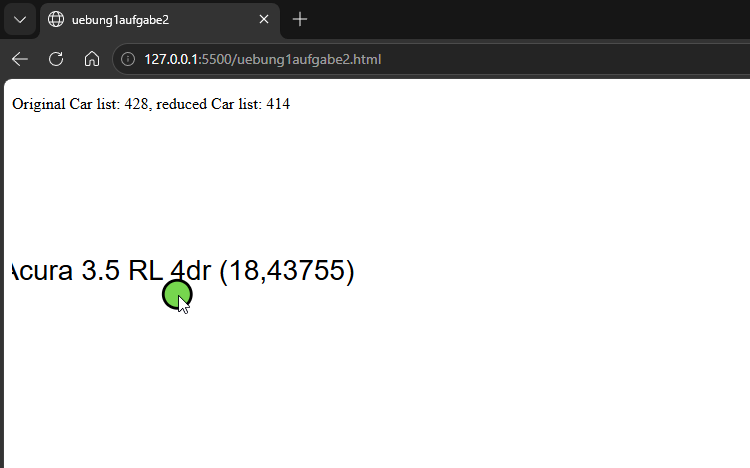 uebung1aufgabe2
127.0.0.1:5500/uebung1aufgabe2.html
Original Car list: 428, reduced Car list: 414
Acura 3.5 RL 4dr (18,43755)